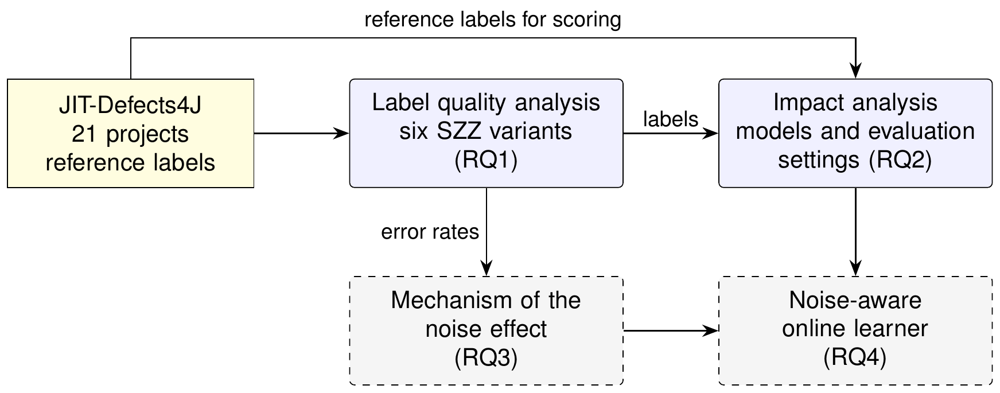 reference labels for scoring
JIT-Defects4J
21 projects
reference labels
Label quality analysis
six SZZ variants
(RQ1)
labels
Impact analysis
models and evaluation
settings (RQ2)
error rates
Mechanism of the
noise effect
(RQ3)
Noise-aware
online learner
(RQ4)